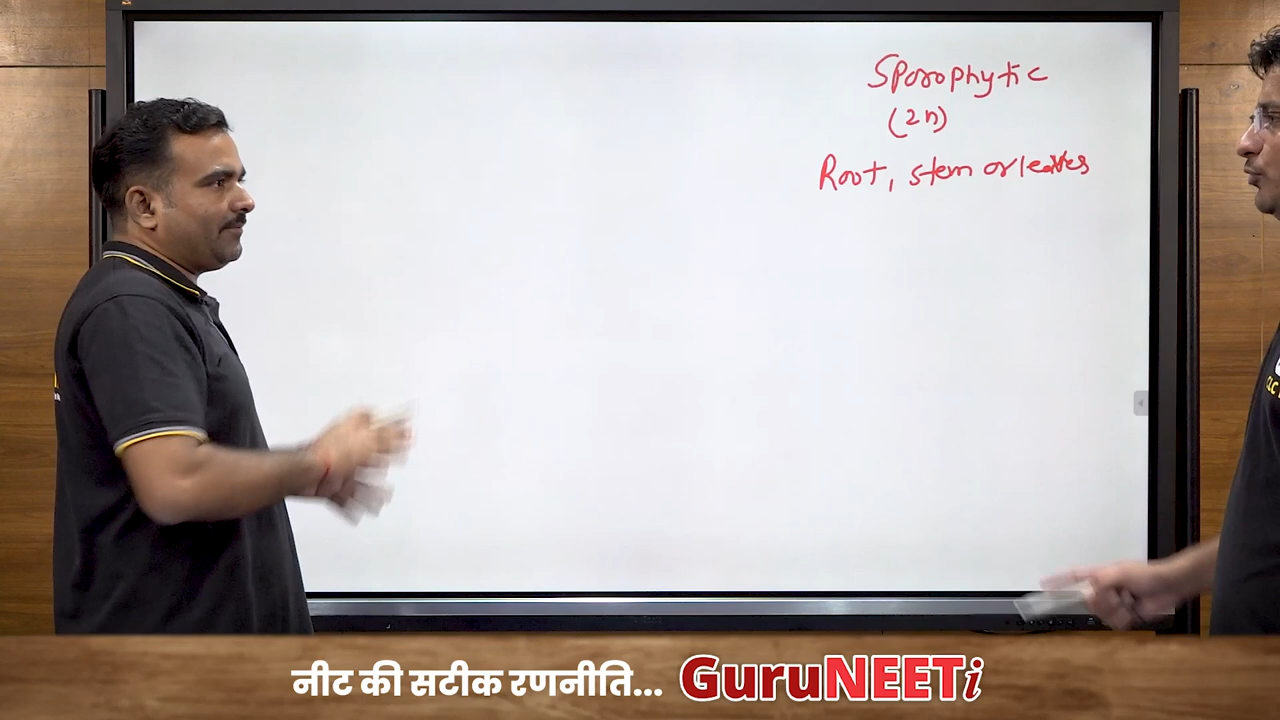 Sporophytic
(2n)
Root, stem or leaves
नीट की सटीक रणनीति... GuruNEETi